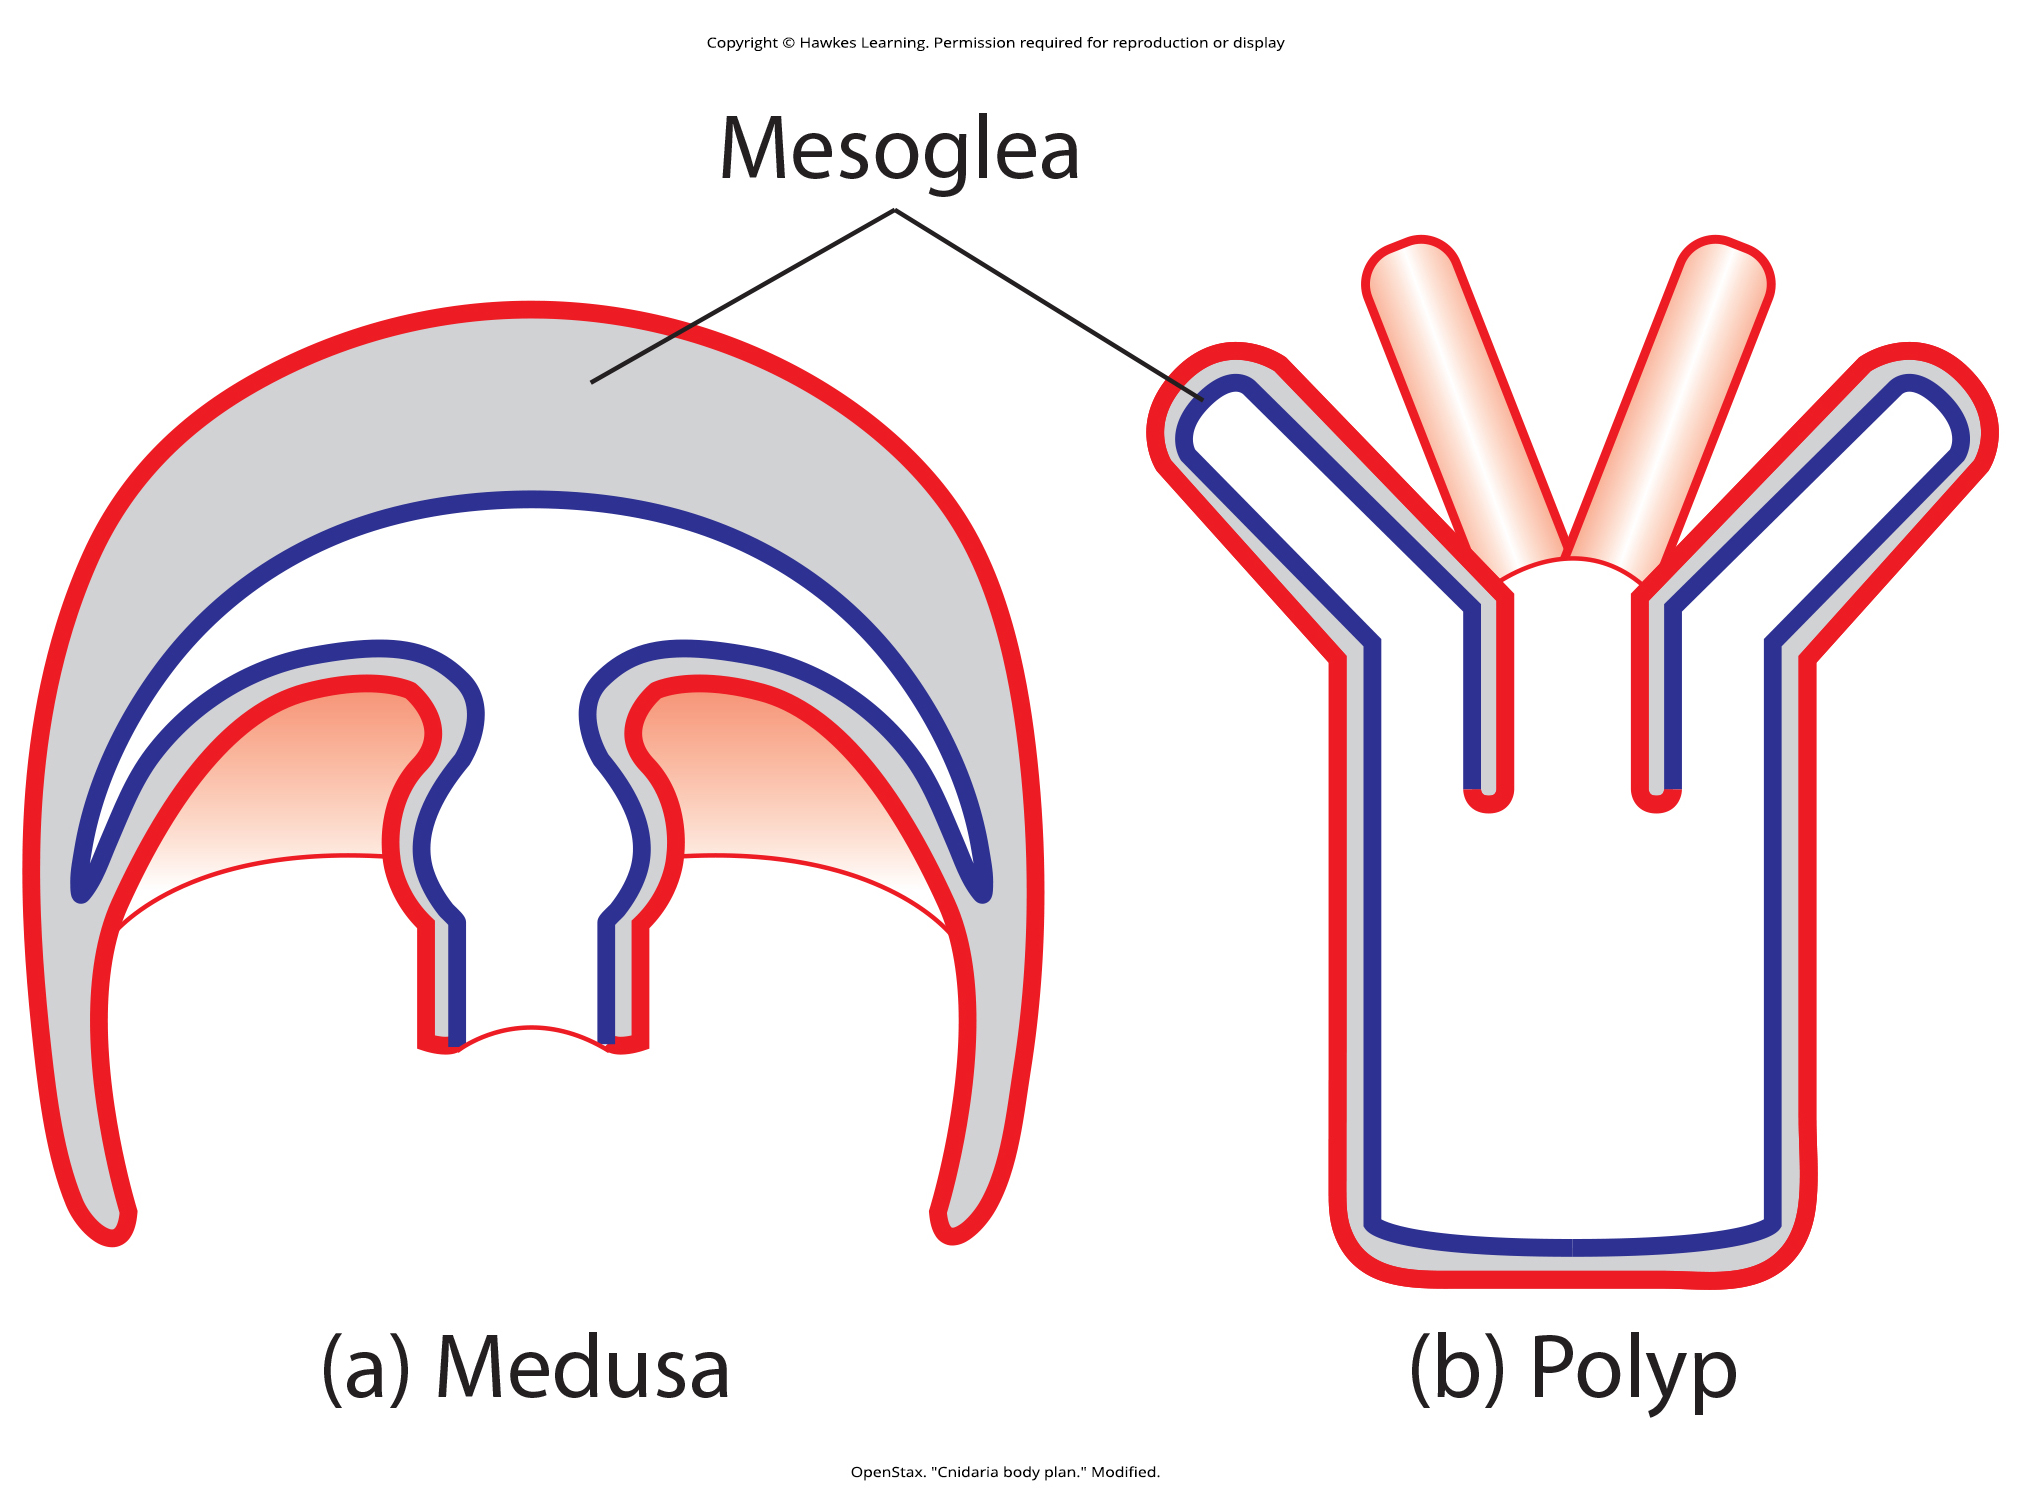 Copyright © Hawkes Learning. Permission required for reproduction or display
Mesoglea
(a) Medusa
(b) Polyp
OpenStax. "Cnidaria body plan." Modified.